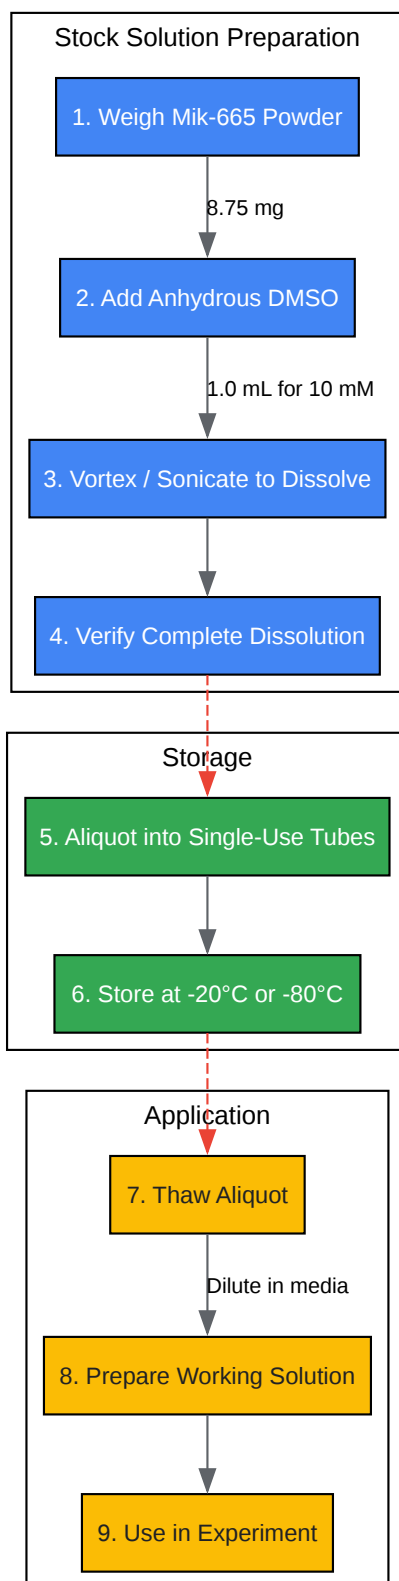 Stock Solution Preparation
1. Weigh Mik-665 Powder
8.75 mg
2. Add Anhydrous DMSO
1.0 mL for 10 mM
3. Vortex / Sonicate to Dissolve
4. Verify Complete Dissolution
Storage
5. Aliquot into Single-Use Tubes
6. Store at -20°C or -80°C
Application
7. Thaw Aliquot
Dilute in media
8. Prepare Working Solution
9. Use in Experiment